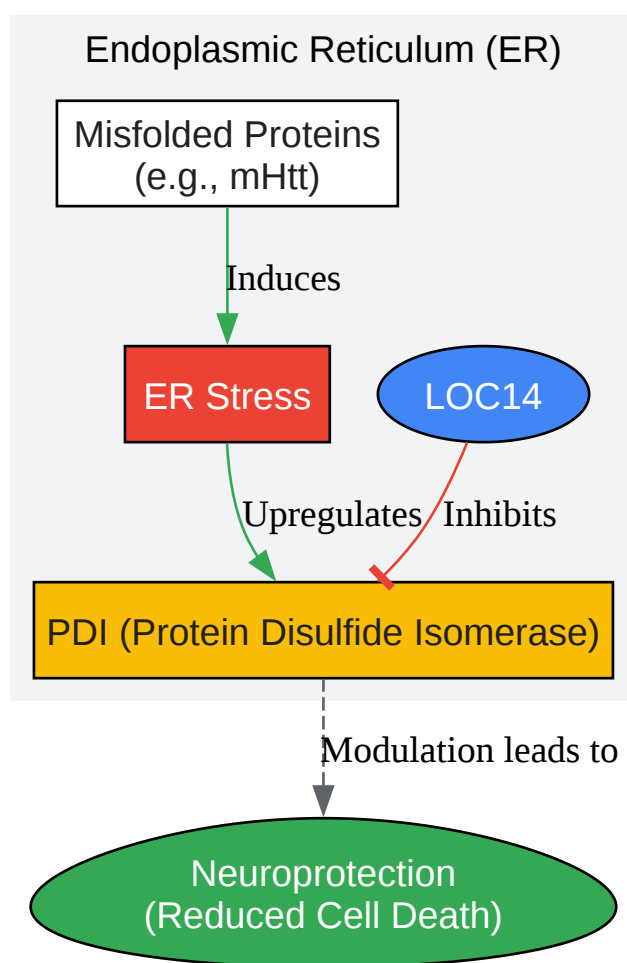 Endoplasmic Reticulum (ER)
Misfolded Proteins
(e.g., mHtt)
Induces
ER Stress
LOC14
Upregulates
Inhibits
PDI (Protein Disulfide Isomerase)
Modulation leads to
Neuroprotection
(Reduced Cell Death)